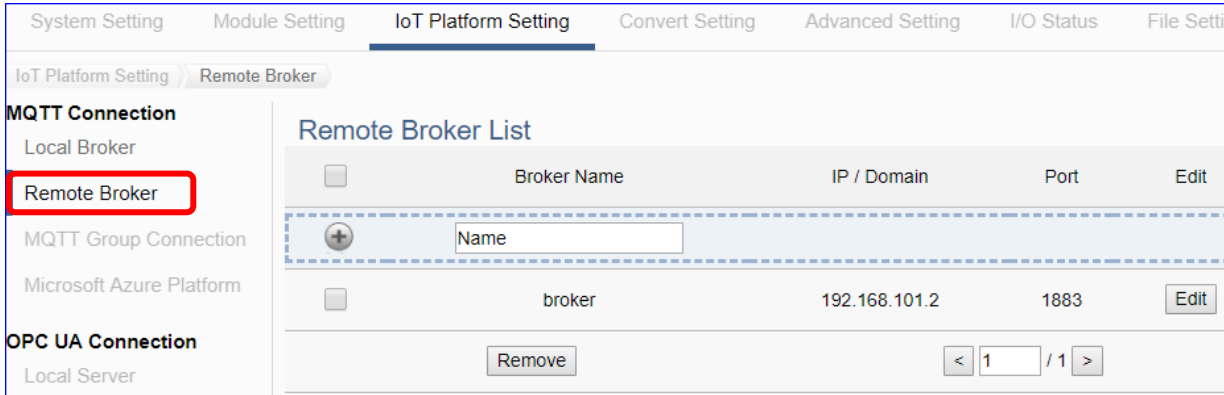 System Setting Module Setting IoT Platform Setting Convert Setting Advanced Setting I/O Status File Setti
IoT Platform Setting Remote Broker
MQTT Connection
Local Broker
Remote Broker
MQTT Group Connection
Microsoft Azure Platform
OPC UA Connection
Local Server
Remote Broker List
Broker Name IP / Domain Port Edit
Name
broker 192.168.101.2 1883 Edit
Remove < 1 / 1 >